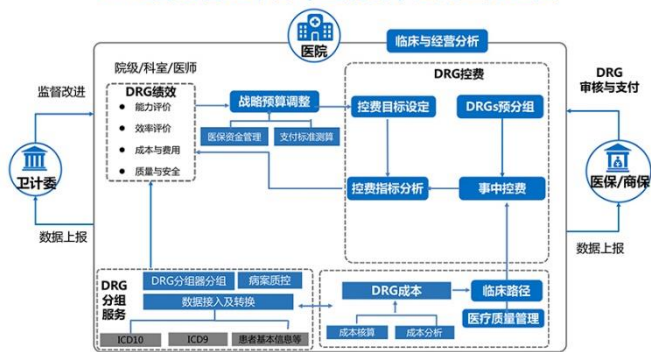 医院
临床与经营分析
院级/科室/医师
DRG绩效
能力评价
效率评价
成本与费用
质量与安全
战略预算调整
医保资金管理
支付标准测算
DRG控费
控费目标设定
DRGs预分组
控费指标分析
事中控费
监督改进
卫计委
数据上报
DRG
审核与支付
医保/商保
数据上报
DRG
分组
服务
DRG分组器分组
病案质控
数据接入及转换
ICD10
ICD9
患者基本信息等
DRG成本
成本核算
成本分析
临床路径
医疗质量管理